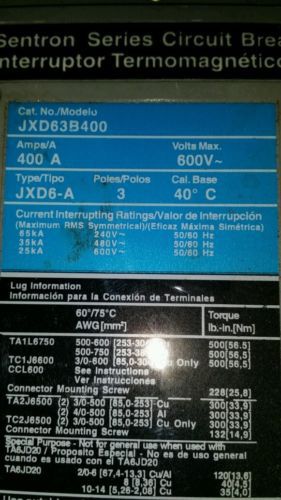 Sentron Series Circuit Brea
Interruptor Termomagnético
Cat. No./Modelo
JXD63B400
Amps/A Volts Max.
400 A 600V~
Type/Tipo Poles/Polos Cal. Base
JXD6-A 3 40° C
Current Interrupting Ratings/Valor de Interrupción
(Maximum RMS Symmetrical)/(Eficaz Máxima Simétrica)
65kA 240V~ 50/60 Hz
35kA 480V~ 50/60 Hz
25kA 600V~ 50/60 Hz
Lug Information
Información para la Conexión de Terminales
60°/75°C Torque
AWG[mm²] lb.-in.[Nm]
TA1L6750 500-600 [253-30
500-750 [253-38 500[56,5]
TC1J6600 3/0-600 [85,0-30 Cu Only 500[56,5]
CCL600 See Instructions
Ver Instrucciones
Connector Mounting Screw 228[25,8]
TA2J6500 (2) 3/0-500 [85,0-253] Cu 300[33,9]
(2) 4/0-500 [85,0-253] Al 300[33,9]
TC2J6500 (2) 3/0-500 [85,0-253] Cu Only 300[33,9]
Connector Mounting Screw 132[14,9]
Special Purpose - Not for general use when used with
TA6JD20 / Propósito Especial - No es de uso general
cuando es usado con el TA6JD20
TA6JD20 2/0-6 [67,4-13,3] Cu/Al 120[13,6]
8 [8,36] Cu 40[4,5]
10-14 [5,26-2,08] Cu 35[4,0]